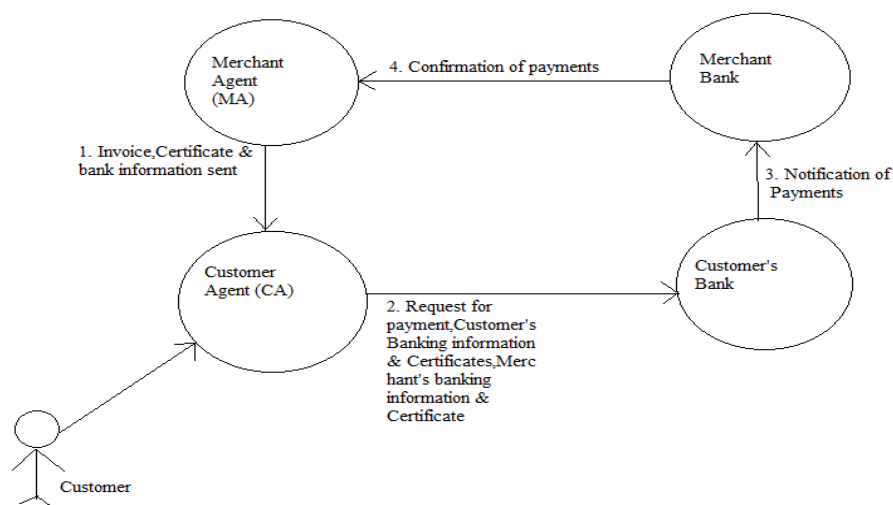 Merchant
Agent
(MA)
4. Confirmation of payments
Merchant
Bank
1. Invoice,Certificate &
bank information sent
3. Notification of
Payments
Customer
Agent (CA)
Customer's
Bank
2. Request for
payment,Customer's
Banking information
& Certificates,Merc
hant's banking
information &
Certificate
Customer